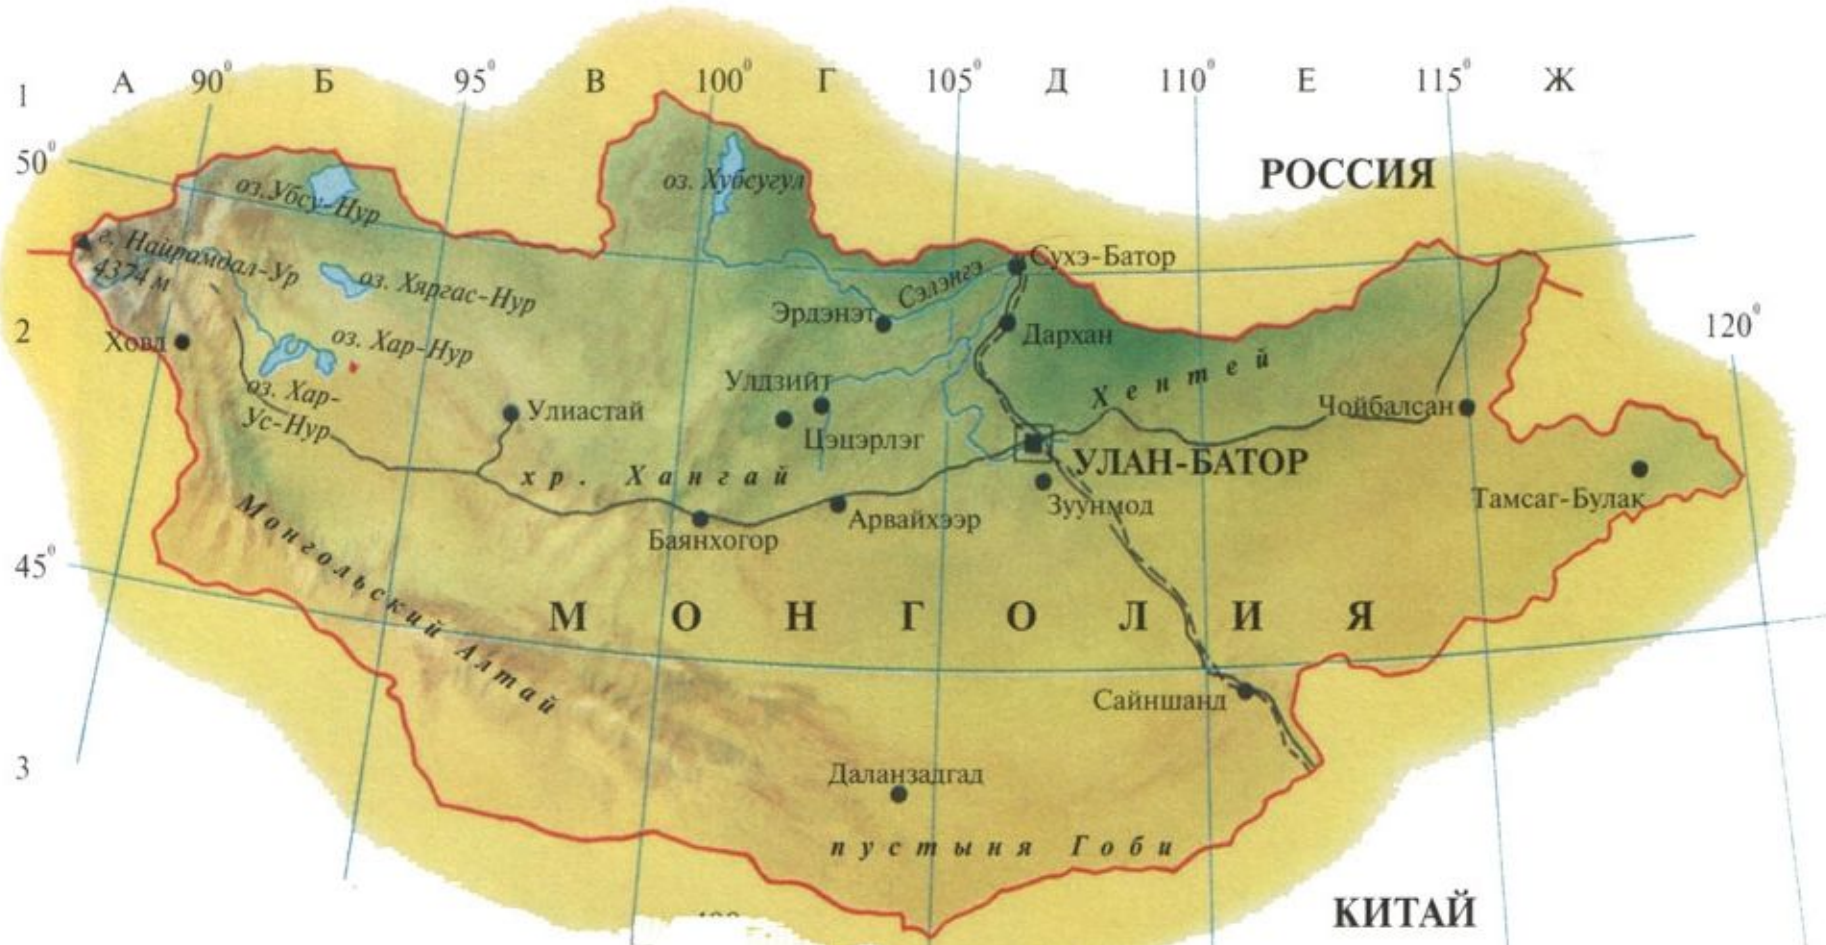 1 А 90° Б 95° В 100° Г 105° Д 110° Е 115° Ж
50°
РОССИЯ
оз. Хубсугул
оз.Убсу-Нур
г. Найрамдал-Ур
4374 м
Сухэ-Батор
Сэлэнгэ
оз. Хяргас-Нур
Эрдэнэт
Дархан
120°
2
Ховд
оз. Хар-Нур
Хентей
Улдзийт
оз. Хар-
Ус-Нур
Улиастай
Чойбалсан
Цэцэрлэг
УЛАН-БАТОР
хр. Хангай
Тамсаг-Булак
Зуунмод
Арвайхээр
Баянхогор
45°
Монгольский Алтай
МОНГОЛИЯ
Сайншанд
3
Даланзадгад
пустыня Гоби
КИТАЙ